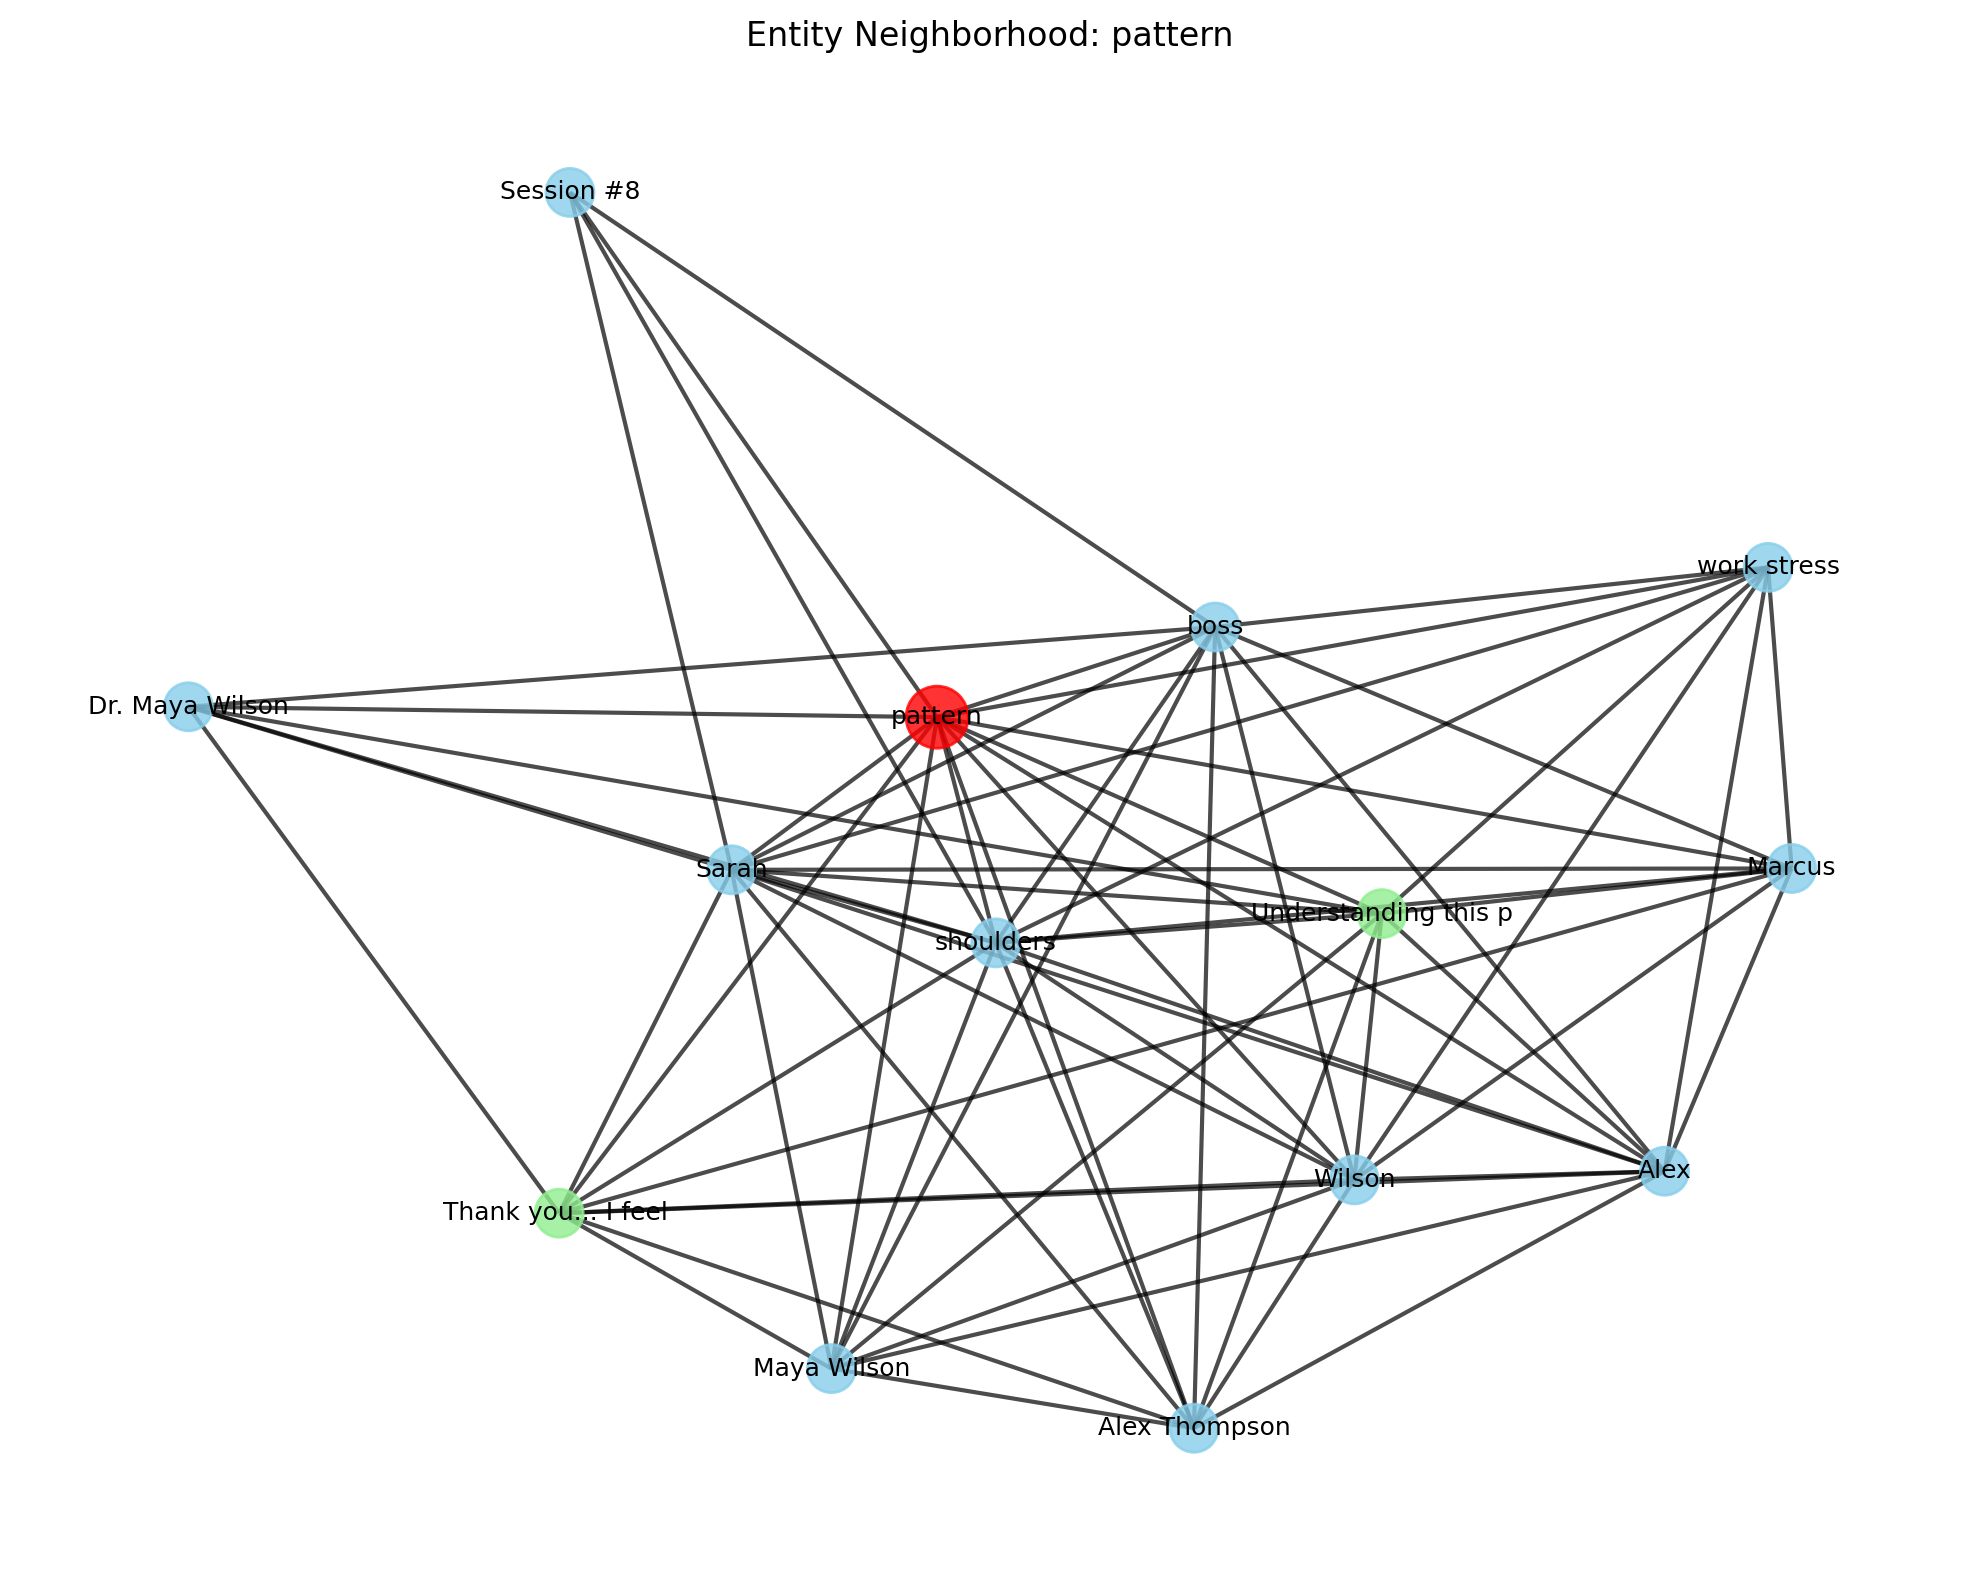 Entity Neighborhood: pattern
Session #8
work stress
boss
Dr. Maya Wilson
pattern
Sarah
Marcus
Understanding this p
shoulders
Alex
Wilson
Thank you... I feel
Maya Wilson
Alex Thompson